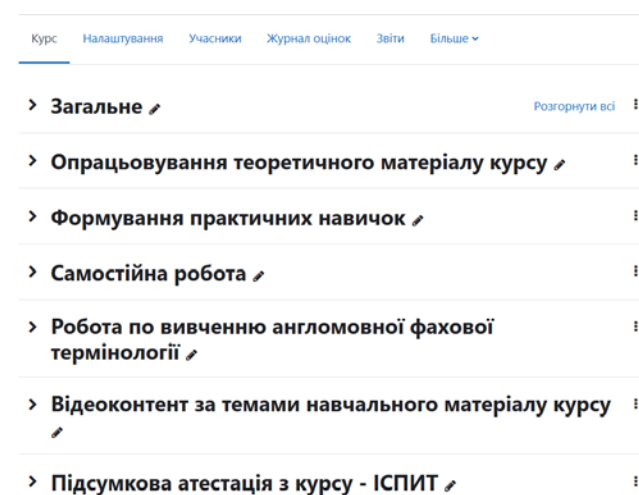 Курс Налаштування Учасники Журнал оцінок Звіти Більше
Загальне Розгорнути всі
Опрацьовування теоретичного матеріалу курсу
Формування практичних навичок
Самостійна робота
Робота по вивченню англомовної фахової
термінології
Відеоконтент за темами навчального матеріалу курсу
Підсумкова атестація з курсу - ІСПИТ